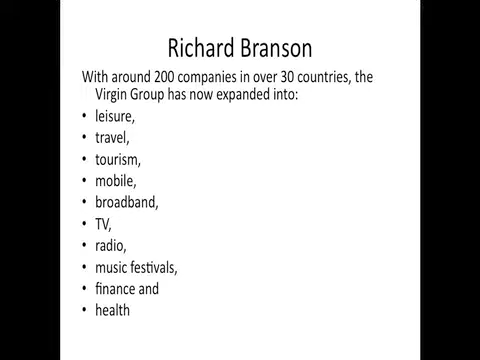 Richard Branson
With around 200 companies in over 30 countries, the
Virgin Group has now expanded into:
• leisure,
• travel,
• tourism,
• mobile,
• broadband,
• TV,
• radio,
• music festivals,
• finance and
• health